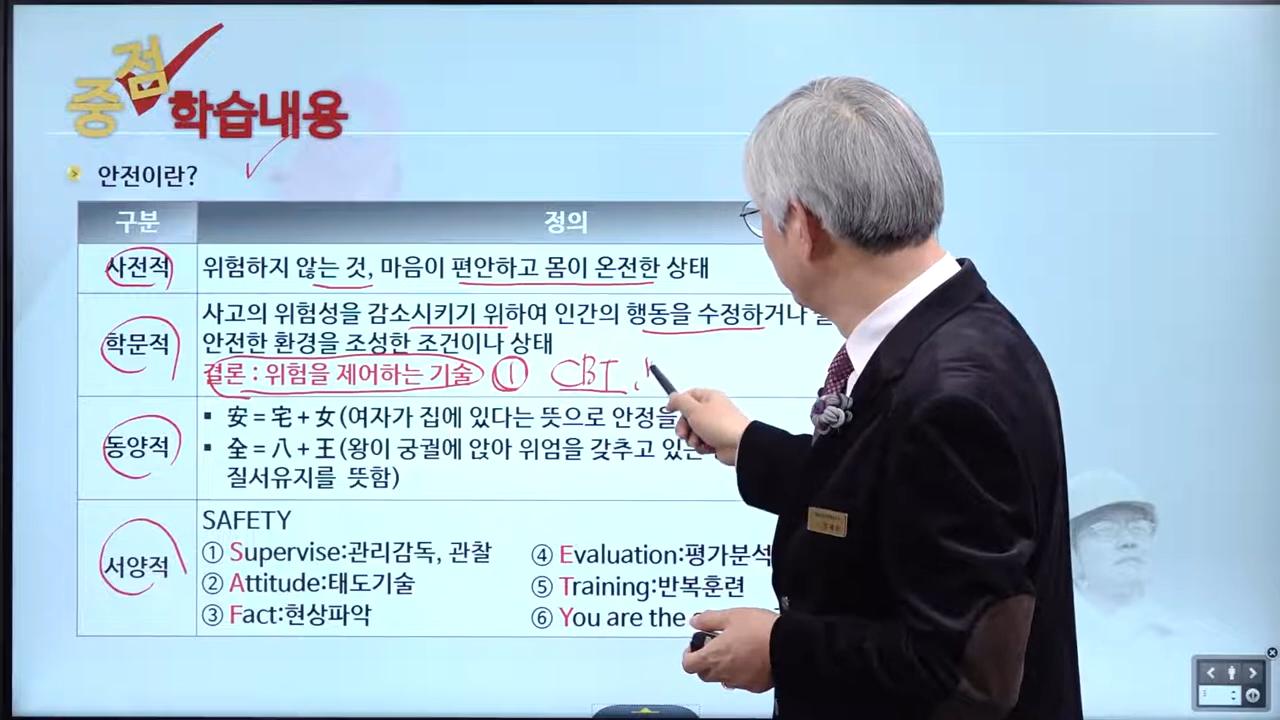 중점 학습내용
안전이란?
구분 정의
사전적 위험하지 않는 것, 마음이 편안하고 몸이 온전한 상태
학문적 사고의 위험성을 감소시키기 위하여 인간의 행동을 수정하거나
안전한 환경을 조성한 조건이나 상태
결론 : 위험을 제어하는 기술 ① CBT,
동양적 ▪ 安 = 宅 + 女 (여자가 집에 있다는 뜻으로 안정을
▪ 全 = 八 + 王 (왕이 궁궐에 앉아 위엄을 갖추고 있는
질서유지를 뜻함)
서양적 SAFETY
① Supervise:관리감독, 관찰 ④ Evaluation:평가분석
② Attitude:태도기술 ⑤ Training:반복훈련
③ Fact:현상파악 ⑥ You are the